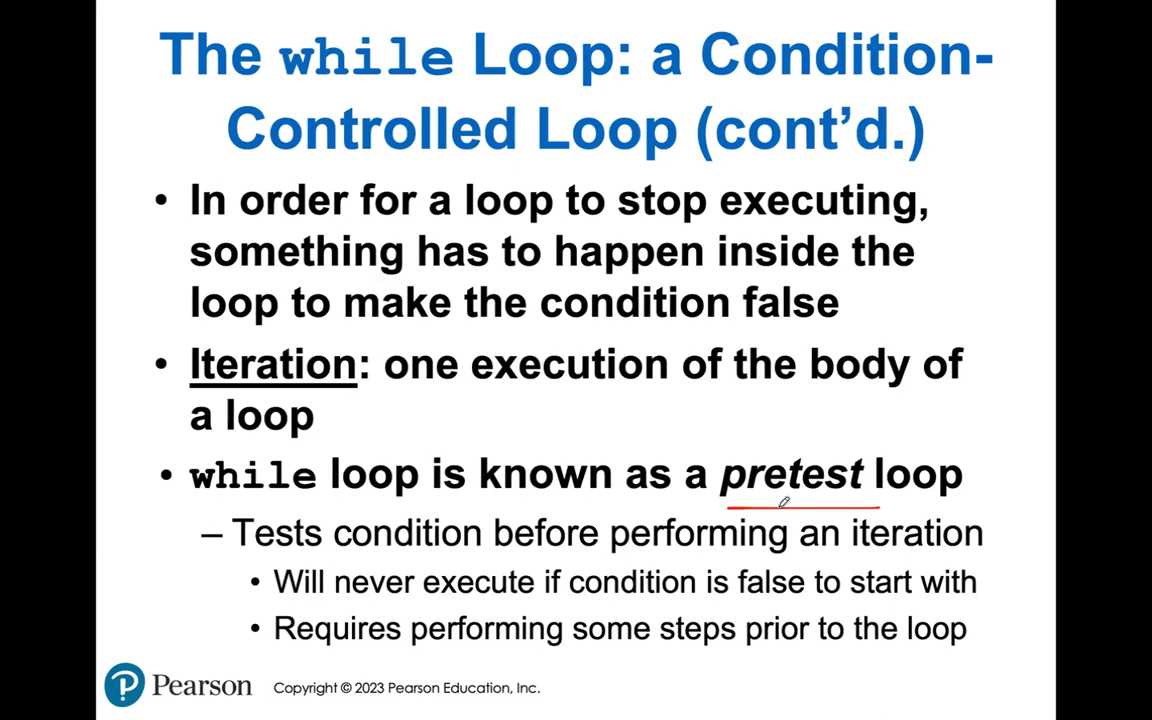 The while Loop: a Condition-
Controlled Loop (cont’d.)
• In order for a loop to stop executing,
something has to happen inside the
loop to make the condition false
• Iteration: one execution of the body of
a loop
• while loop is known as a pretest loop
– Tests condition before performing an iteration
• Will never execute if condition is false to start with
• Requires performing some steps prior to the loop
P Pearson Copyright © 2023 Pearson Education, Inc.